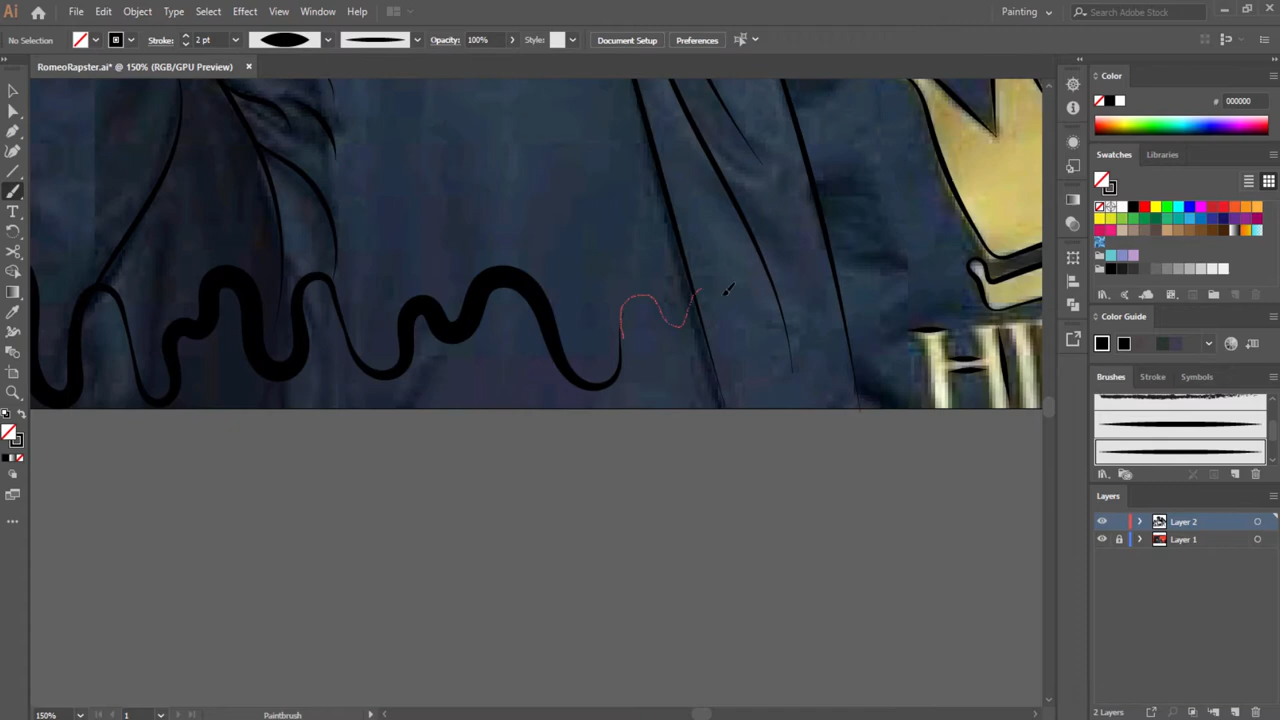 Ai
File Edit Object Type Select Effect View Window Help
Painting
Search Adobe Stock
No Selection
Stroke:
2 pt
Opacity: 100%
Style:
Document Setup
Preferences
RomeoRapster.ai* @ 150% (RGB/GPU Preview)
Color
# 000000
Swatches Libraries
Color Guide
Brushes Stroke Symbols
Layers
Layer 2
Layer 1
H
150%
1
Paintbrush
2 Layers